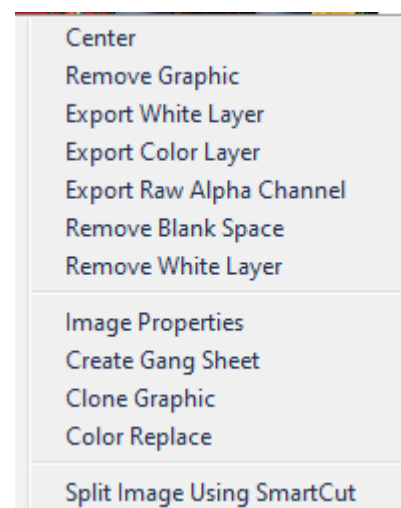 Center
Remove Graphic
Export White Layer
Export Color Layer
Export Raw Alpha Channel
Remove Blank Space
Remove White Layer
Image Properties
Create Gang Sheet
Clone Graphic
Color Replace
Split Image Using SmartCut